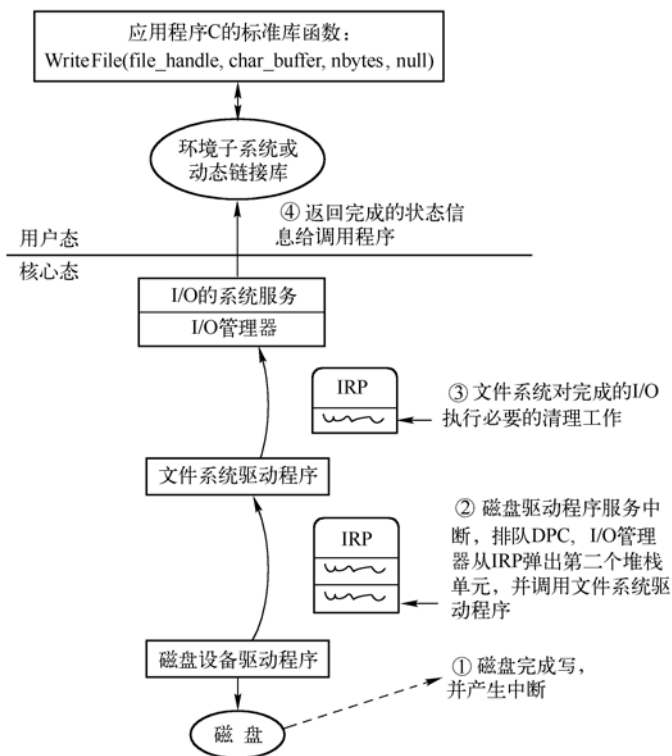 应用程序C的标准库函数：
WriteFile(file_handle, char_buffer, nbytes, null)
环境子系统或
动态链接库
④ 返回完成的状态信
息给调用程序
用户态
核心态
I/O的系统服务
I/O管理器
IRP
③ 文件系统对完成的I/O
执行必要的清理工作
文件系统驱动程序
② 磁盘驱动程序服务中
断，排队DPC，I/O管理
器从IRP弹出第二个堆栈
单元，并调用文件系统驱
动程序
IRP
磁盘设备驱动程序
① 磁盘完成写，
并产生中断
磁 盘